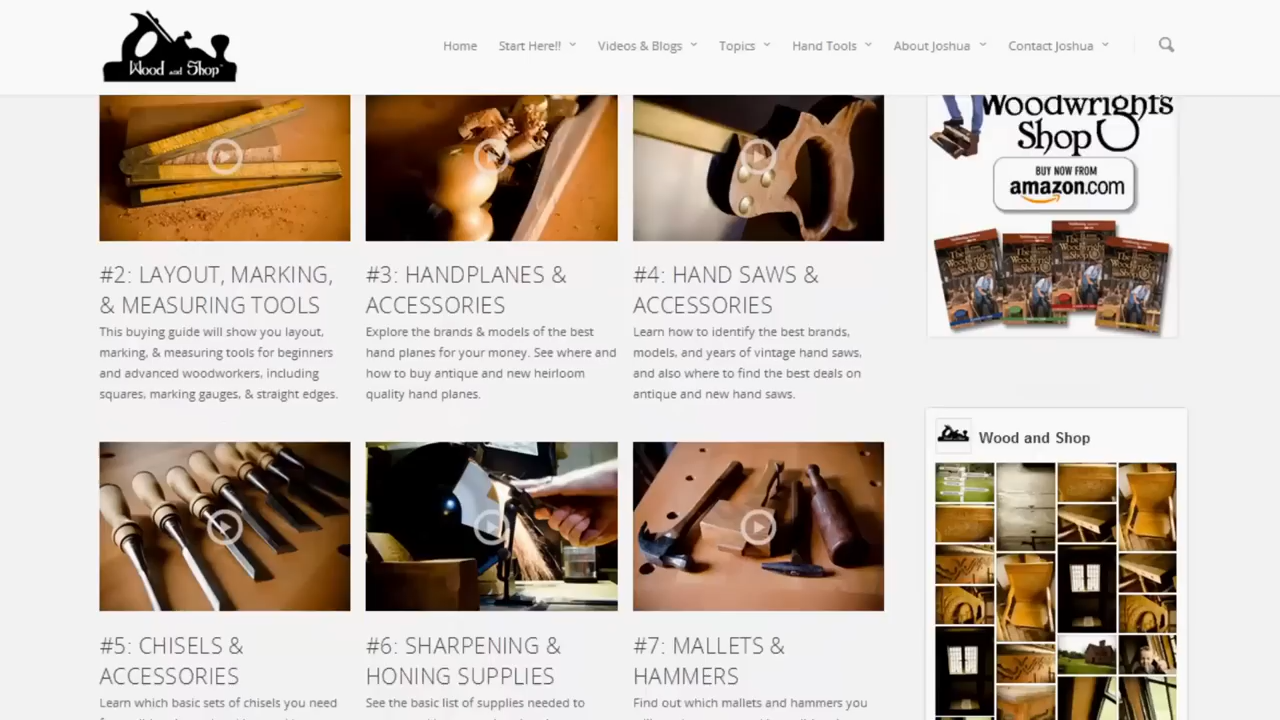 Wood and Shop
Home
Start Here!!
Videos & Blogs
Topics
Hand Tools
About Joshua
Contact Joshua
Woodwright's
Shop
BUY NOW FROM
amazon.com
#2: LAYOUT, MARKING,
& MEASURING TOOLS
This buying guide will show you layout,
marking, & measuring tools for beginners
and advanced woodworkers, including
squares, marking gauges, & straight edges.
#3: HANDPLANES &
ACCESSORIES
Explore the brands & models of the best
hand planes for your money. See where and
how to buy antique and new heirloom
quality hand planes.
#4: HAND SAWS &
ACCESSORIES
Learn how to identify the best brands,
models, and years of vintage hand saws,
and also where to find the best deals on
antique and new hand saws.
Wood and Shop
#5: CHISELS &
ACCESSORIES
Learn which basic sets of chisels you need
#6: SHARPENING &
HONING SUPPLIES
See the basic list of supplies needed to
#7: MALLETS &
HAMMERS
Find out which mallets and hammers you